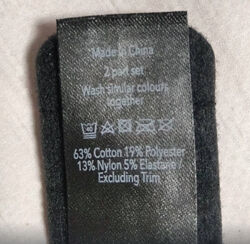 Made in China
2 part set
Wash similar colours
together
40
63% Cotton 19% Polyester
13% Nylon 5% Elastane
Excluding Trim